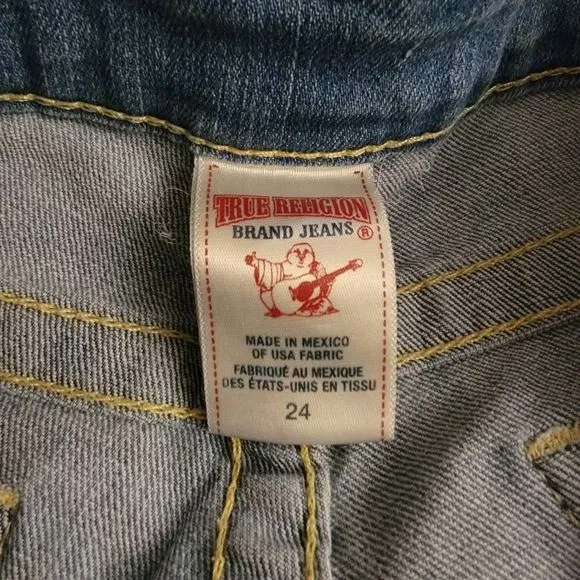 TRUE RELIGION
BRAND JEANS ®
MADE IN MEXICO
OF USA FABRIC
FABRIQUÉ AU MEXIQUE
DES ÉTATS-UNIS EN TISSU
24